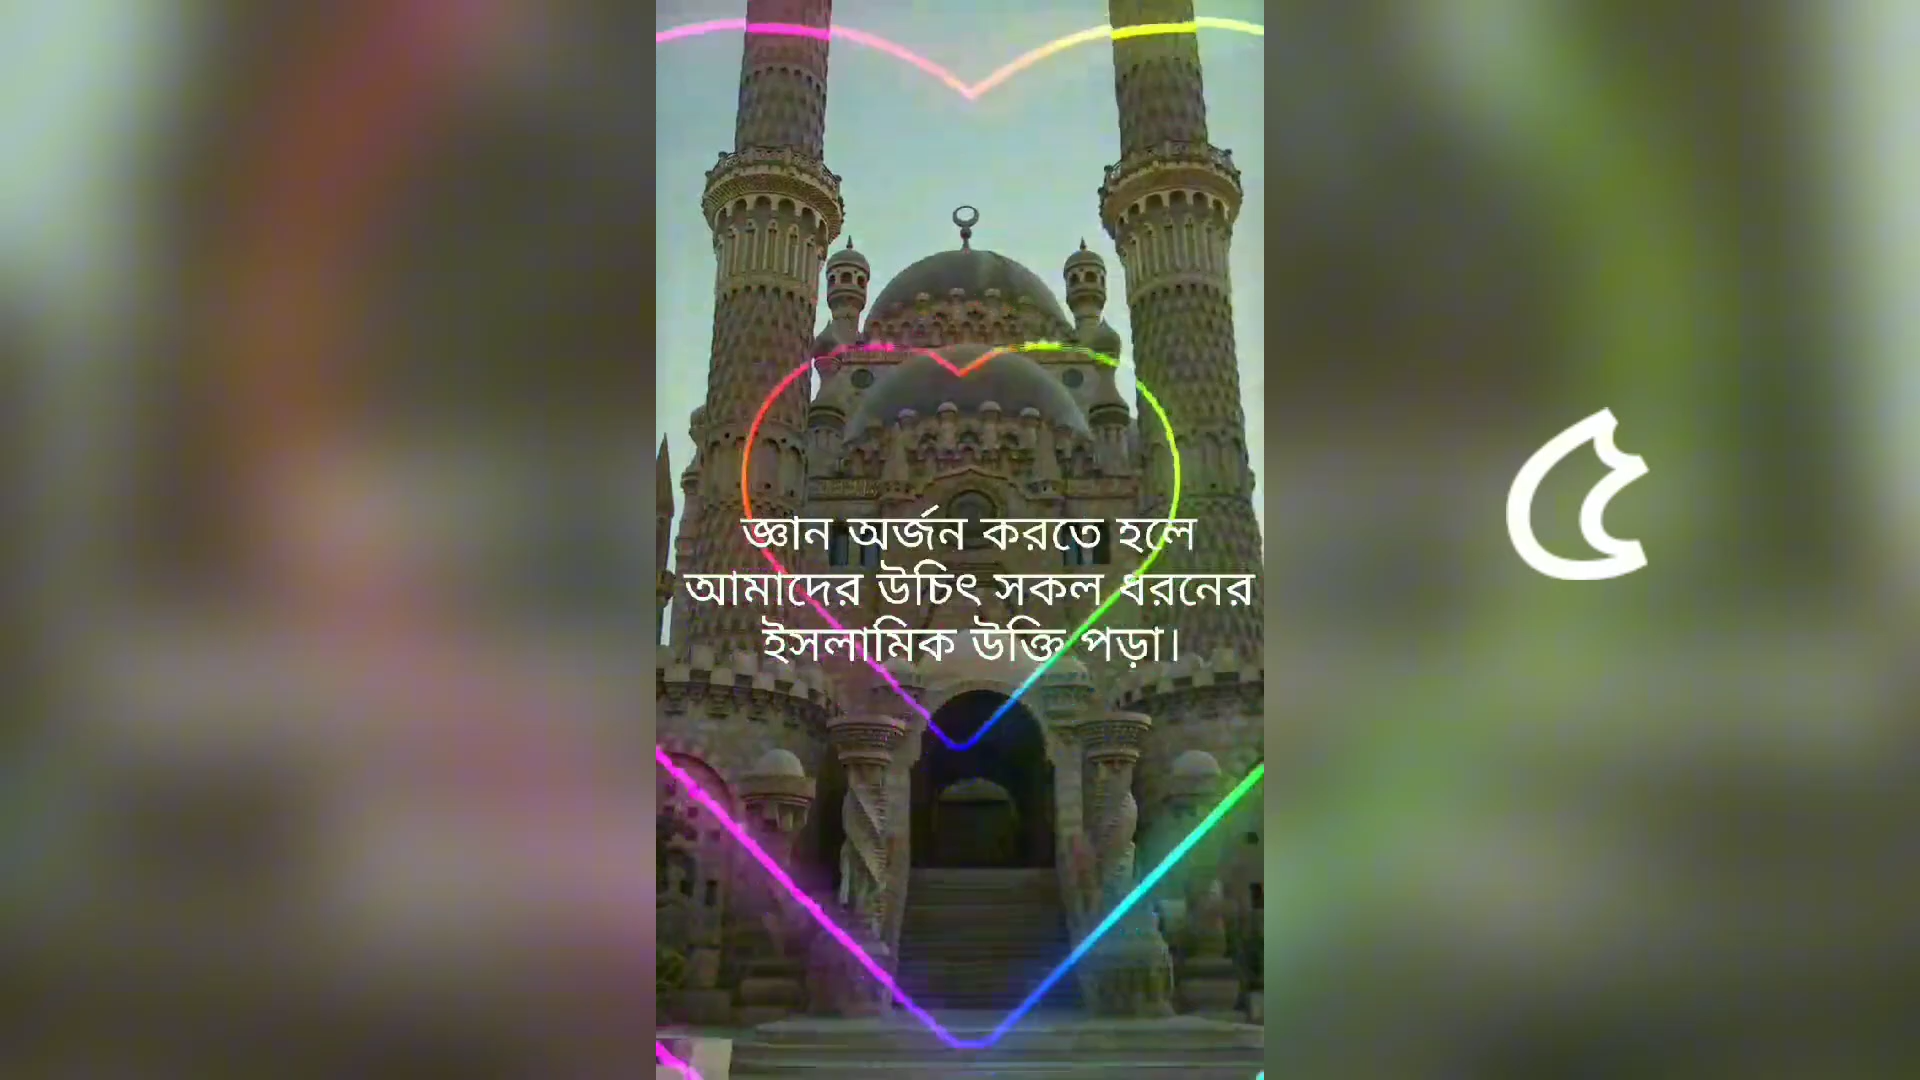 জ্ঞান অর্জন করতে হলে
আমাদের উচিৎ সকল ধরনের
ইসলামিক উক্তি পড়া।
৫